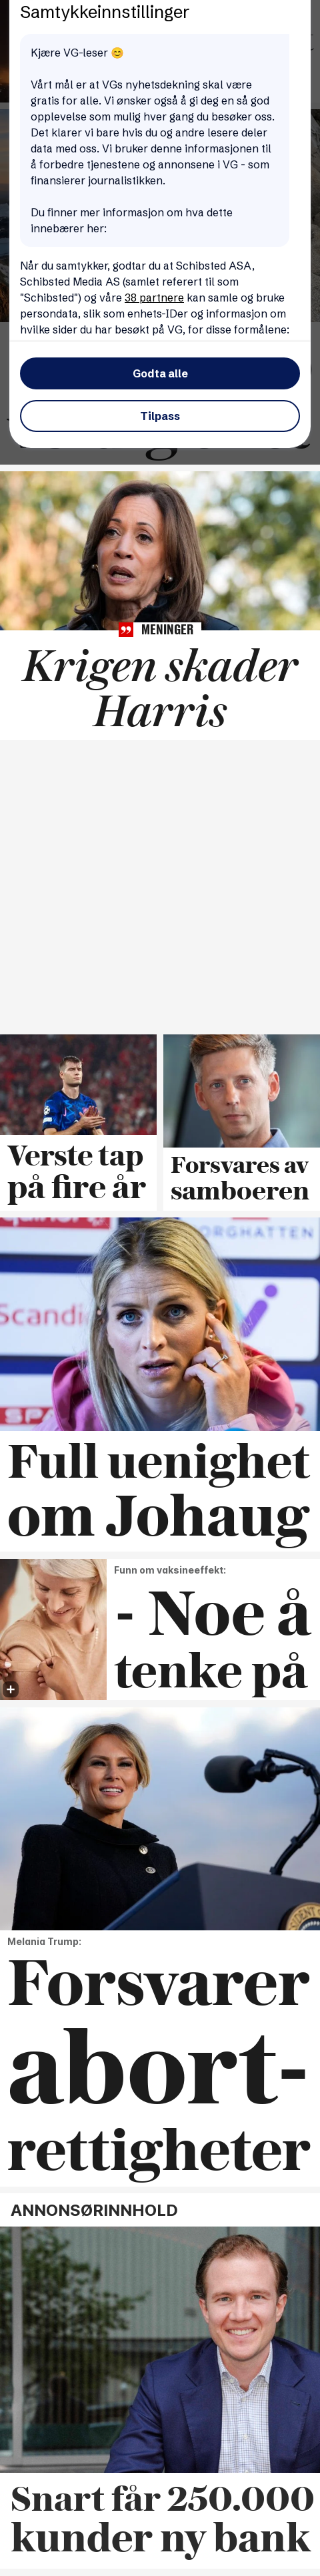 Samtykkeinnstillinger
Kjære VG-leser 😊
Vårt mål er at VGs nyhetsdekning skal være
gratis for alle. Vi ønsker også å gi deg en så god
opplevelse som mulig hver gang du besøker oss.
Det klarer vi bare hvis du og andre lesere deler
data med oss. Vi bruker denne informasjonen til
å forbedre tjenestene og annonsene i VG - som
finansierer journalistikken.
Du finner mer informasjon om hva dette
innebærer her:
Når du samtykker, godtar du at Schibsted ASA,
Schibsted Media AS (samlet referert til som
"Schibsted") og våre 38 partnere kan samle og bruke
persondata, slik som enhets-IDer og informasjon om
hvilke sider du har besøkt på VG, for disse formålene:
Godta alle
Tilpass
MENINGER
Krigen skader
Harris
Verste tap
på fire år
Forsvares av
samboeren
Scandi
Full uenighet
om Johaug
Funn om vaksineeffekt:
- Noe å
tenke på
Melania Trump:
Forsvarer
abort-
rettigheter
ANNONSØRINNHOLD
Snart får 250.000
kunder ny bank